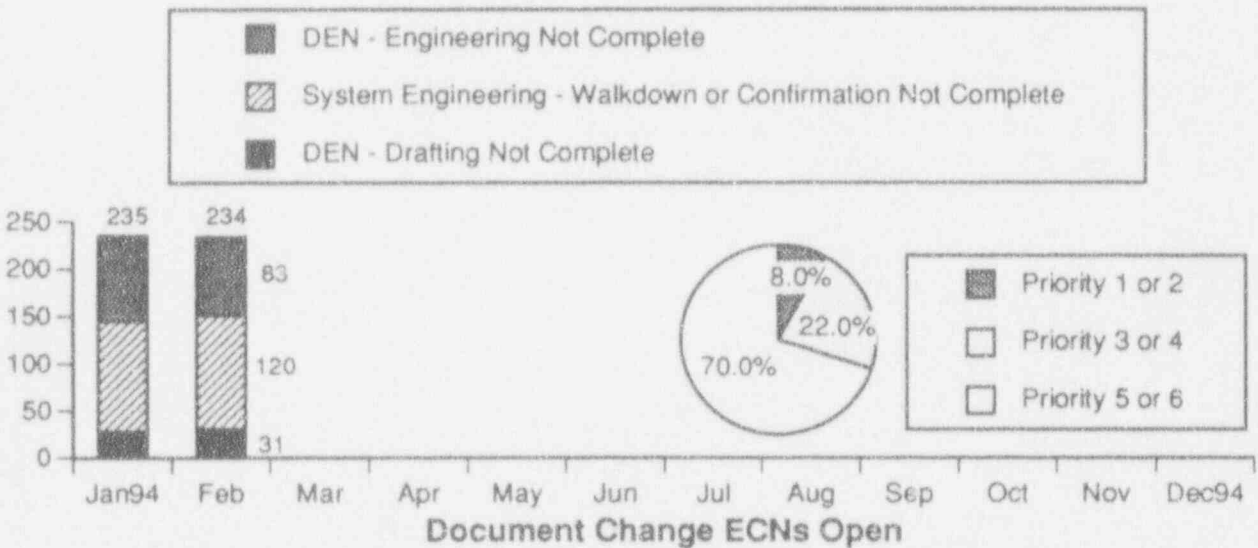 DEN - Engineering Not Complete
System Engineering - Walkdown or Confirmation Not Complete
DEN - Drafting Not Complete
250
200
150
100
50
0
235
234
83
120
31
8.0%
22.0%
70.0%
Priority 1 or 2
Priority 3 or 4
Priority 5 or 6
Jan94 Feb Mar Apr May Jun Jul Aug Sep Oct Nov Dec94
Document Change ECNs Open